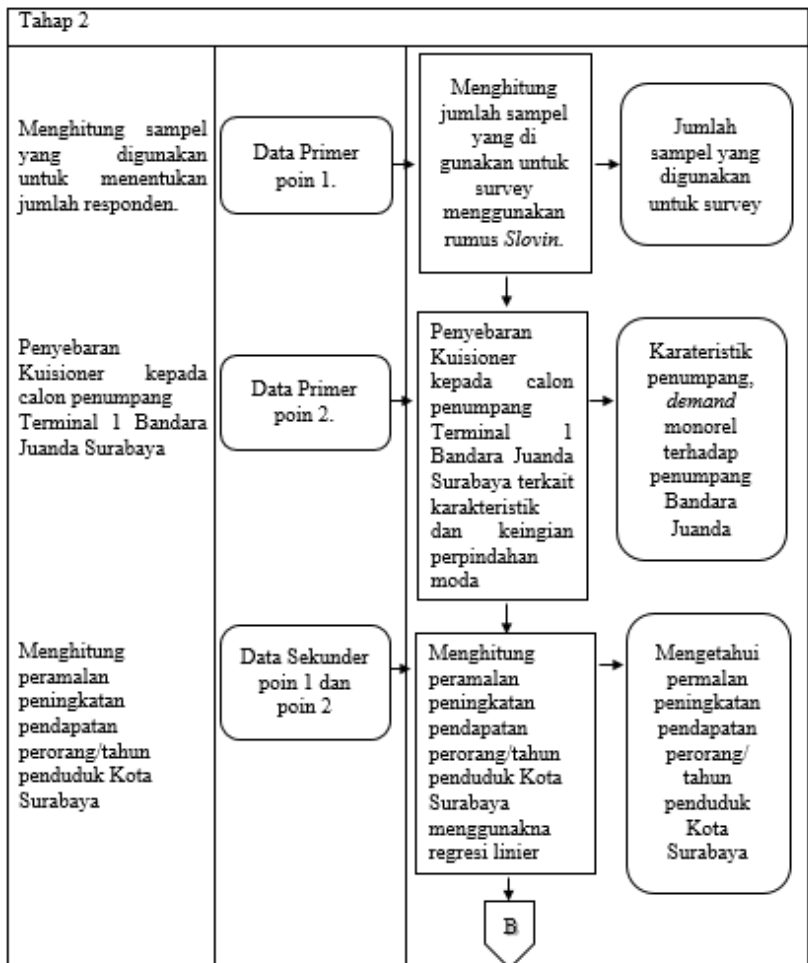 Tahap 2
Menghitung sampel
yang digunakan
untuk menentukan
jumlah responden.
Data Primer
poin 1.
Menghitung
jumlah sampel
yang di
gunakan untuk
survey
menggunakan
rumus Slovin.
Jumlah
sampel yang
digunakan
untuk survey
Penyebaran
Kuisioner kepada
calon penumpang
Terminal 1 Bandara
Juanda Surabaya
Data Primer
poin 2.
Penyebaran
Kuisioner
kepada calon
penumpang
Terminal 1
Bandara Juanda
Surabaya terkait
karakteristik
dan keingian
perpindahan
moda
Karateristik
penumpang,
demand
monorel
terhadap
penumpang
Bandara
Juanda
Menghitung
peramalan
peningkatan
pendapatan
perorang/tahun
penduduk Kota
Surabaya
Data Sekunder
poin 1 dan
poin 2
Menghitung
peramalan
peningkatan
pendapatan
perorang/tahun
penduduk Kota
Surabaya
menggunakna
regresi linier
Mengetahui
permalan
peningkatan
pendapatan
perorang/
tahun
penduduk
Kota
Surabaya
B